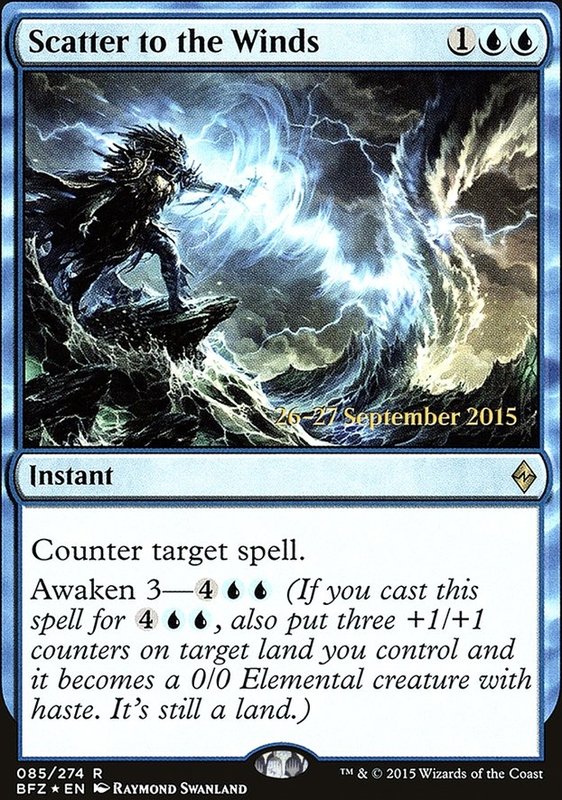 Scatter to the Winds 1
26-27 September 2015
Instant
Counter target spell.
Awaken 3—4 (If you cast this
spell for 4, also put three +1/+1
counters on target land you control and
it becomes a 0/0 Elemental creature with
haste. It's still a land.)
085/274 R
BFZ ★ EN Raymond Swanland
™ & © 2015 Wizards of the Coast